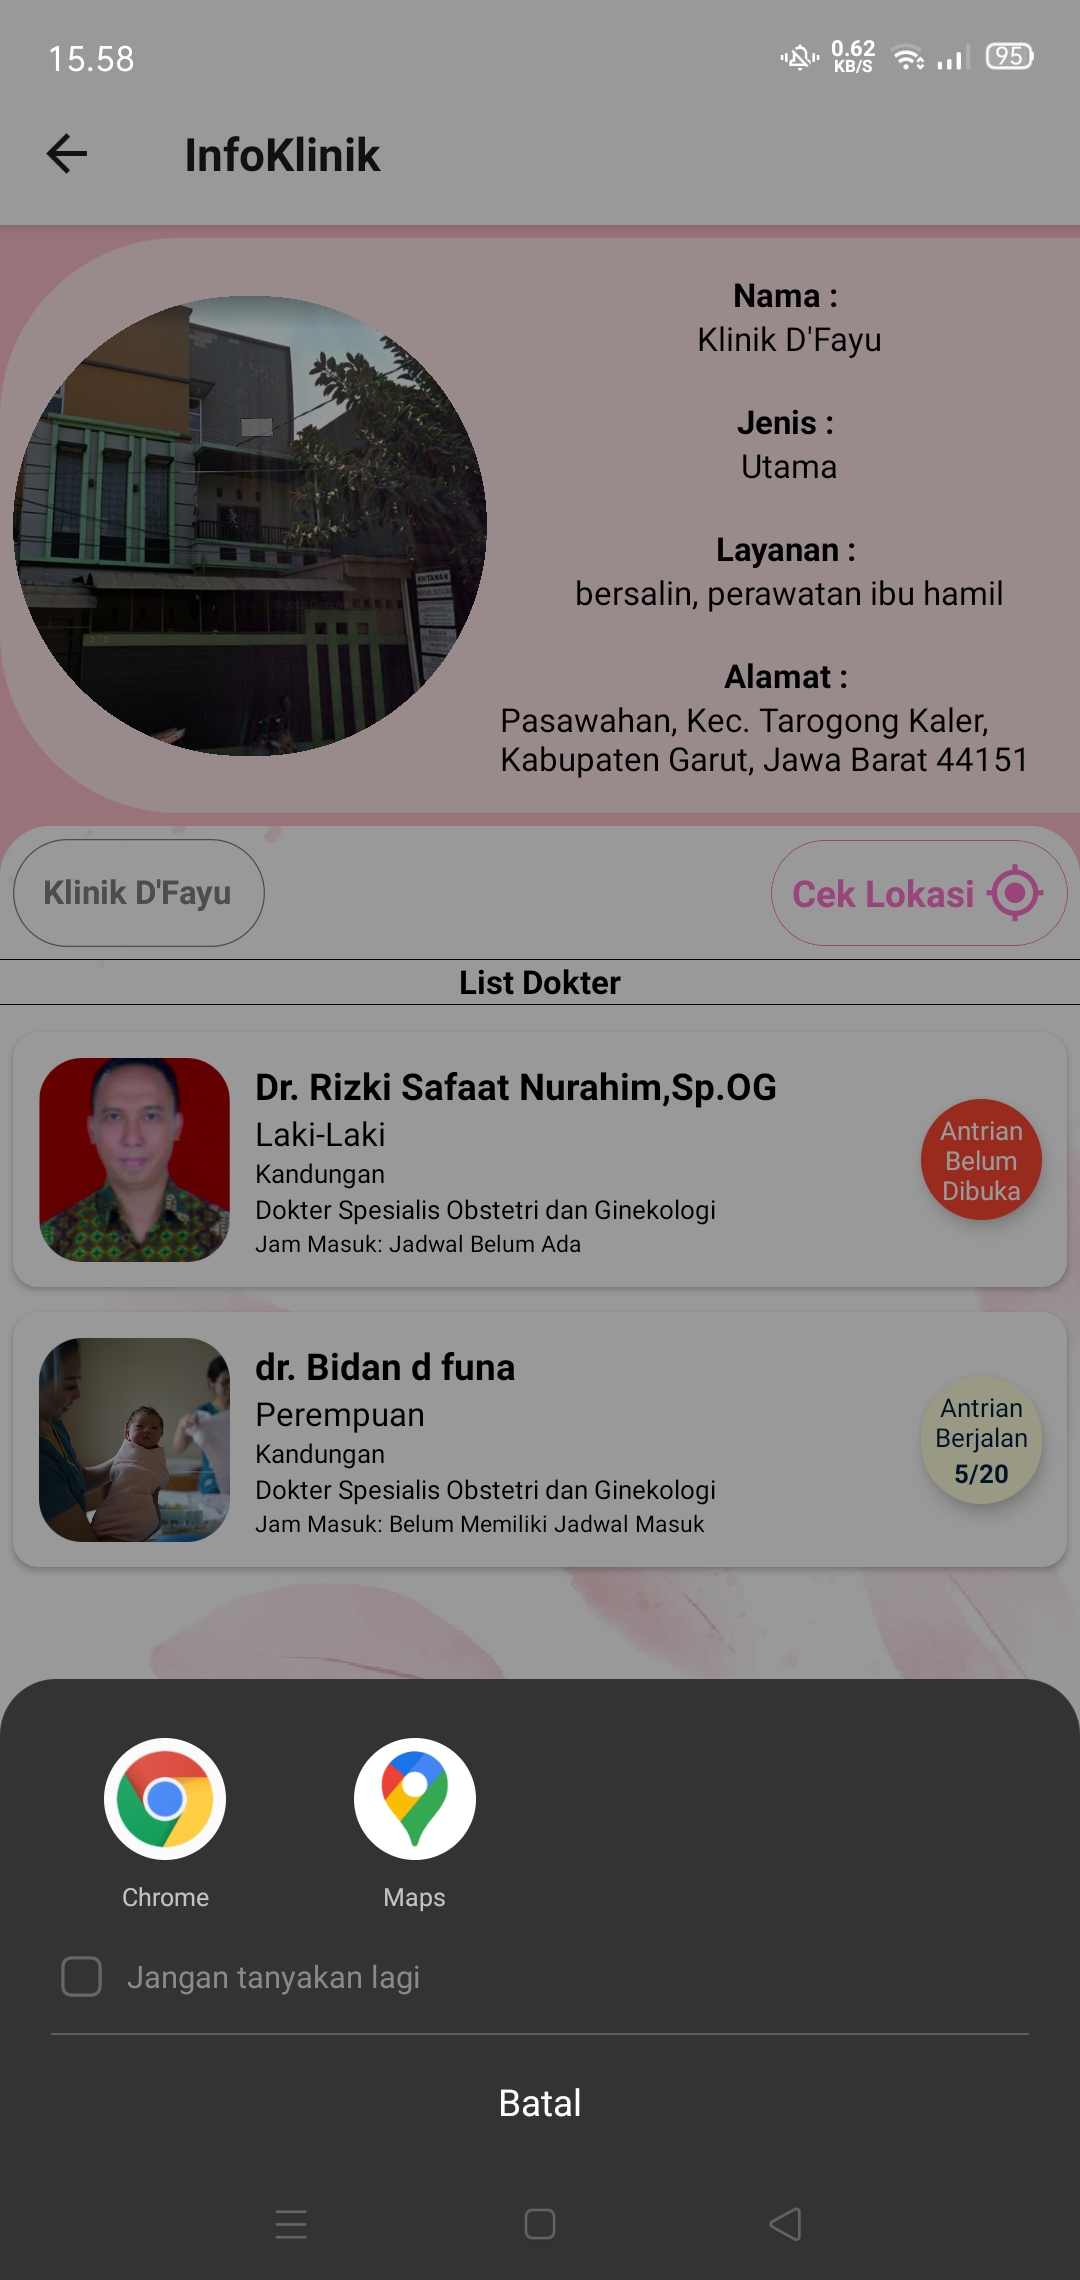 15.58
0.62
KB/S
95
InfoKlinik
Nama :
Klinik D'Fayu
Jenis :
Utama
Layanan :
bersalin, perawatan ibu hamil
Alamat :
Pasawahan, Kec. Tarogong Kaler,
Kabupaten Garut, Jawa Barat 44151
KHITANAN
Klinik D'Fayu
Cek Lokasi
List Dokter
Dr. Rizki Safaat Nurahim,Sp.OG
Laki-Laki
Kandungan
Dokter Spesialis Obstetri dan Ginekologi
Jam Masuk: Jadwal Belum Ada
Antrian
Belum
Dibuka
dr. Bidan d funa
Perempuan
Kandungan
Dokter Spesialis Obstetri dan Ginekologi
Jam Masuk: Belum Memiliki Jadwal Masuk
Antrian
Berjalan
5/20
Chrome
Maps
Jangan tanyakan lagi
Batal